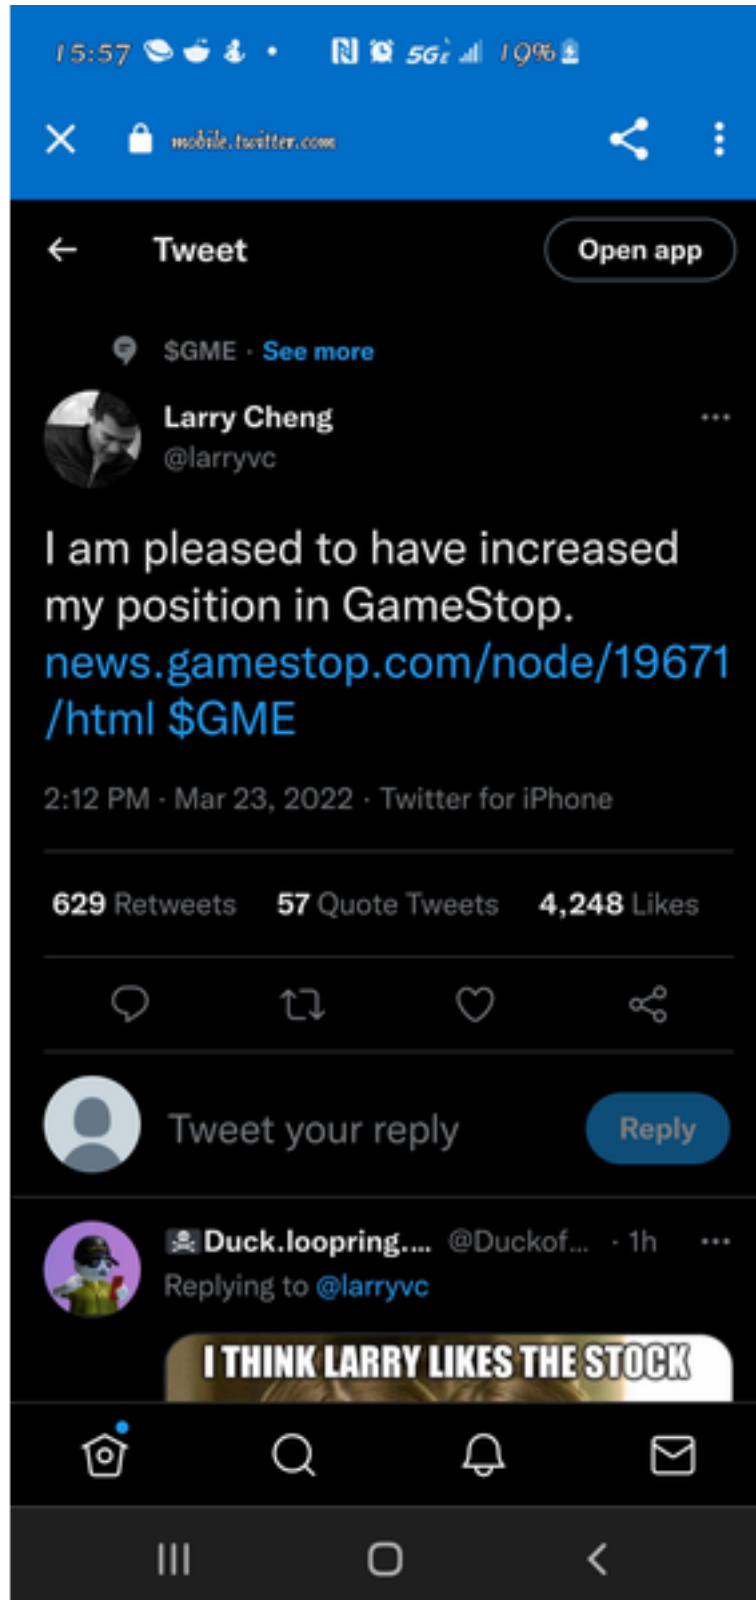 15:57 5G 19%
mobile.twitter.com
Tweet Open app
$GME · See more
Larry Cheng
@larryvc
I am pleased to have increased
my position in GameStop.
news.gamestop.com/node/19671
/html $GME
2:12 PM · Mar 23, 2022 · Twitter for iPhone
629 Retweets 57 Quote Tweets 4,248 Likes
Tweet your reply Reply
Duck.loopring.... @Duckof... · 1h
Replying to @larryvc
I THINK LARRY LIKES THE STOCK